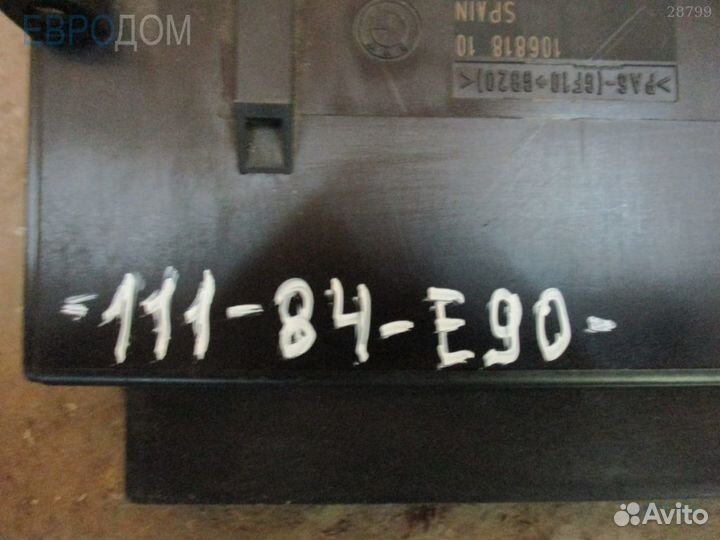 ЕВРОДОМ
28799
SPAIN
106818 10
>PA6-(GF10+GB20)<
-111-84-E90-
Avito